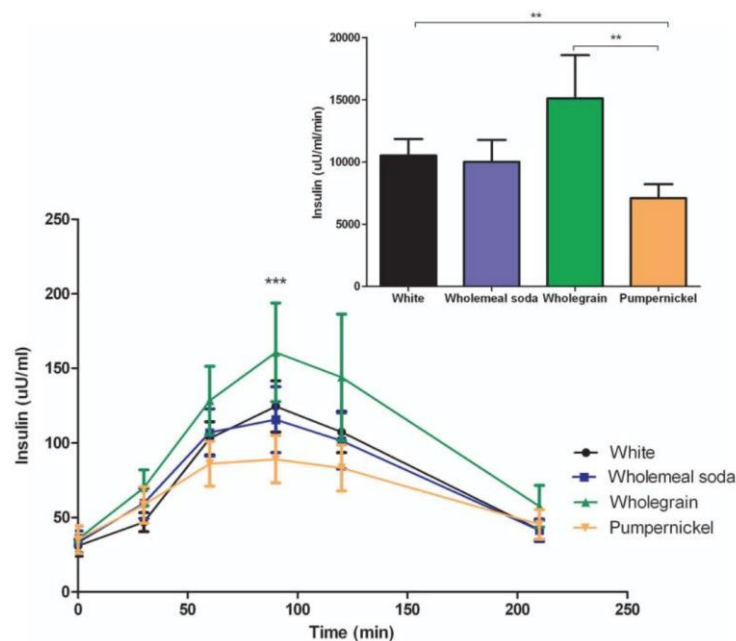 **
**
20000
15000
10000
5000
0
Insulin (uU/ml/min)
White Wholemeal soda Wholegrain Pumpernickel
250
200
150
100
50
0
Insulin (uU/ml)
***
White
Wholemeal soda
Wholegrain
Pumpernickel
0 50 100 150 200 250
Time (min)